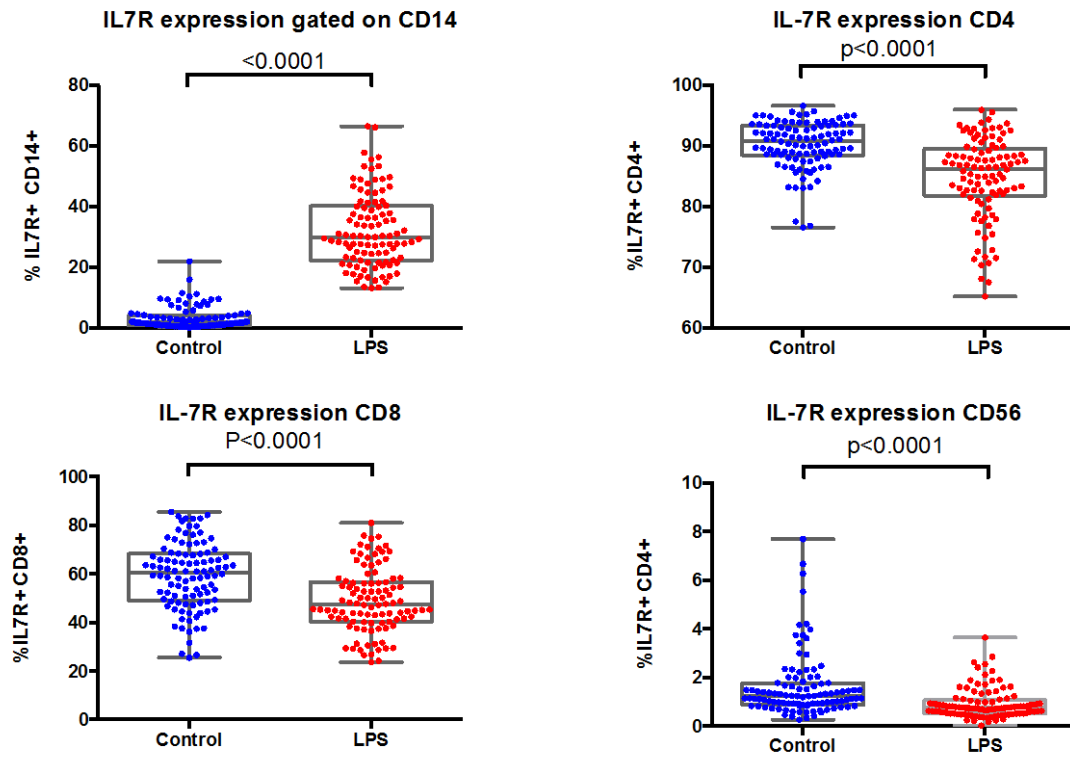 IL7R expression gated on CD14
<0.0001
% IL7R+ CD14+
80
60
40
20
0
Control
LPS
IL-7R expression CD4
p<0.0001
%IL7R+ CD4+
100
90
80
70
60
Control
LPS
IL-7R expression CD8
P<0.0001
%IL7R+CD8+
100
80
60
40
20
0
Control
LPS
IL-7R expression CD56
p<0.0001
%IL7R+ CD4+
10
8
6
4
2
0
Control
LPS